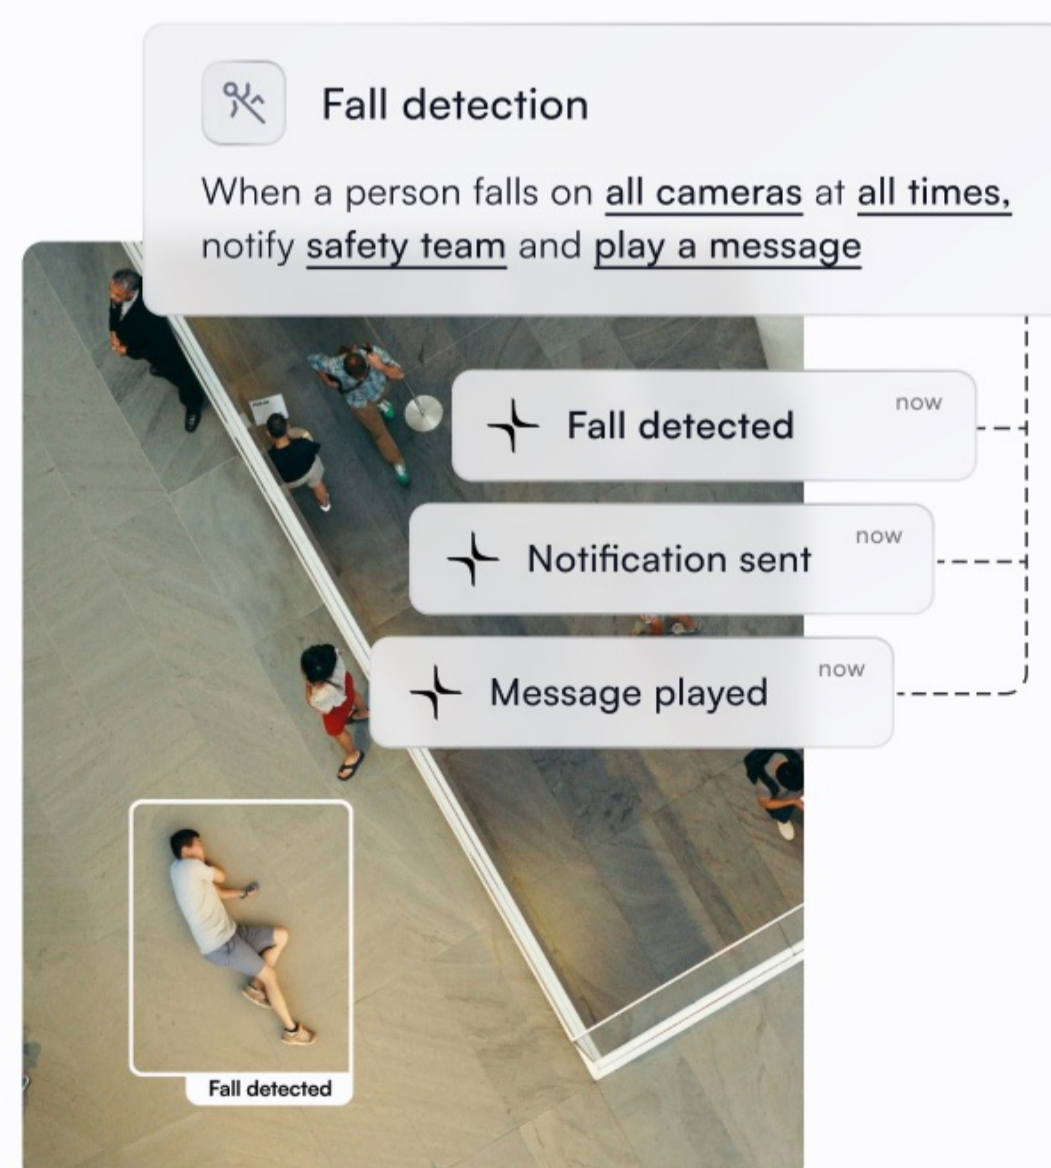 Fall detection
When a person falls on all cameras at all times,
notify safety team and play a message
now
Fall detected
now
Notification sent
now
Message played
Fall detected